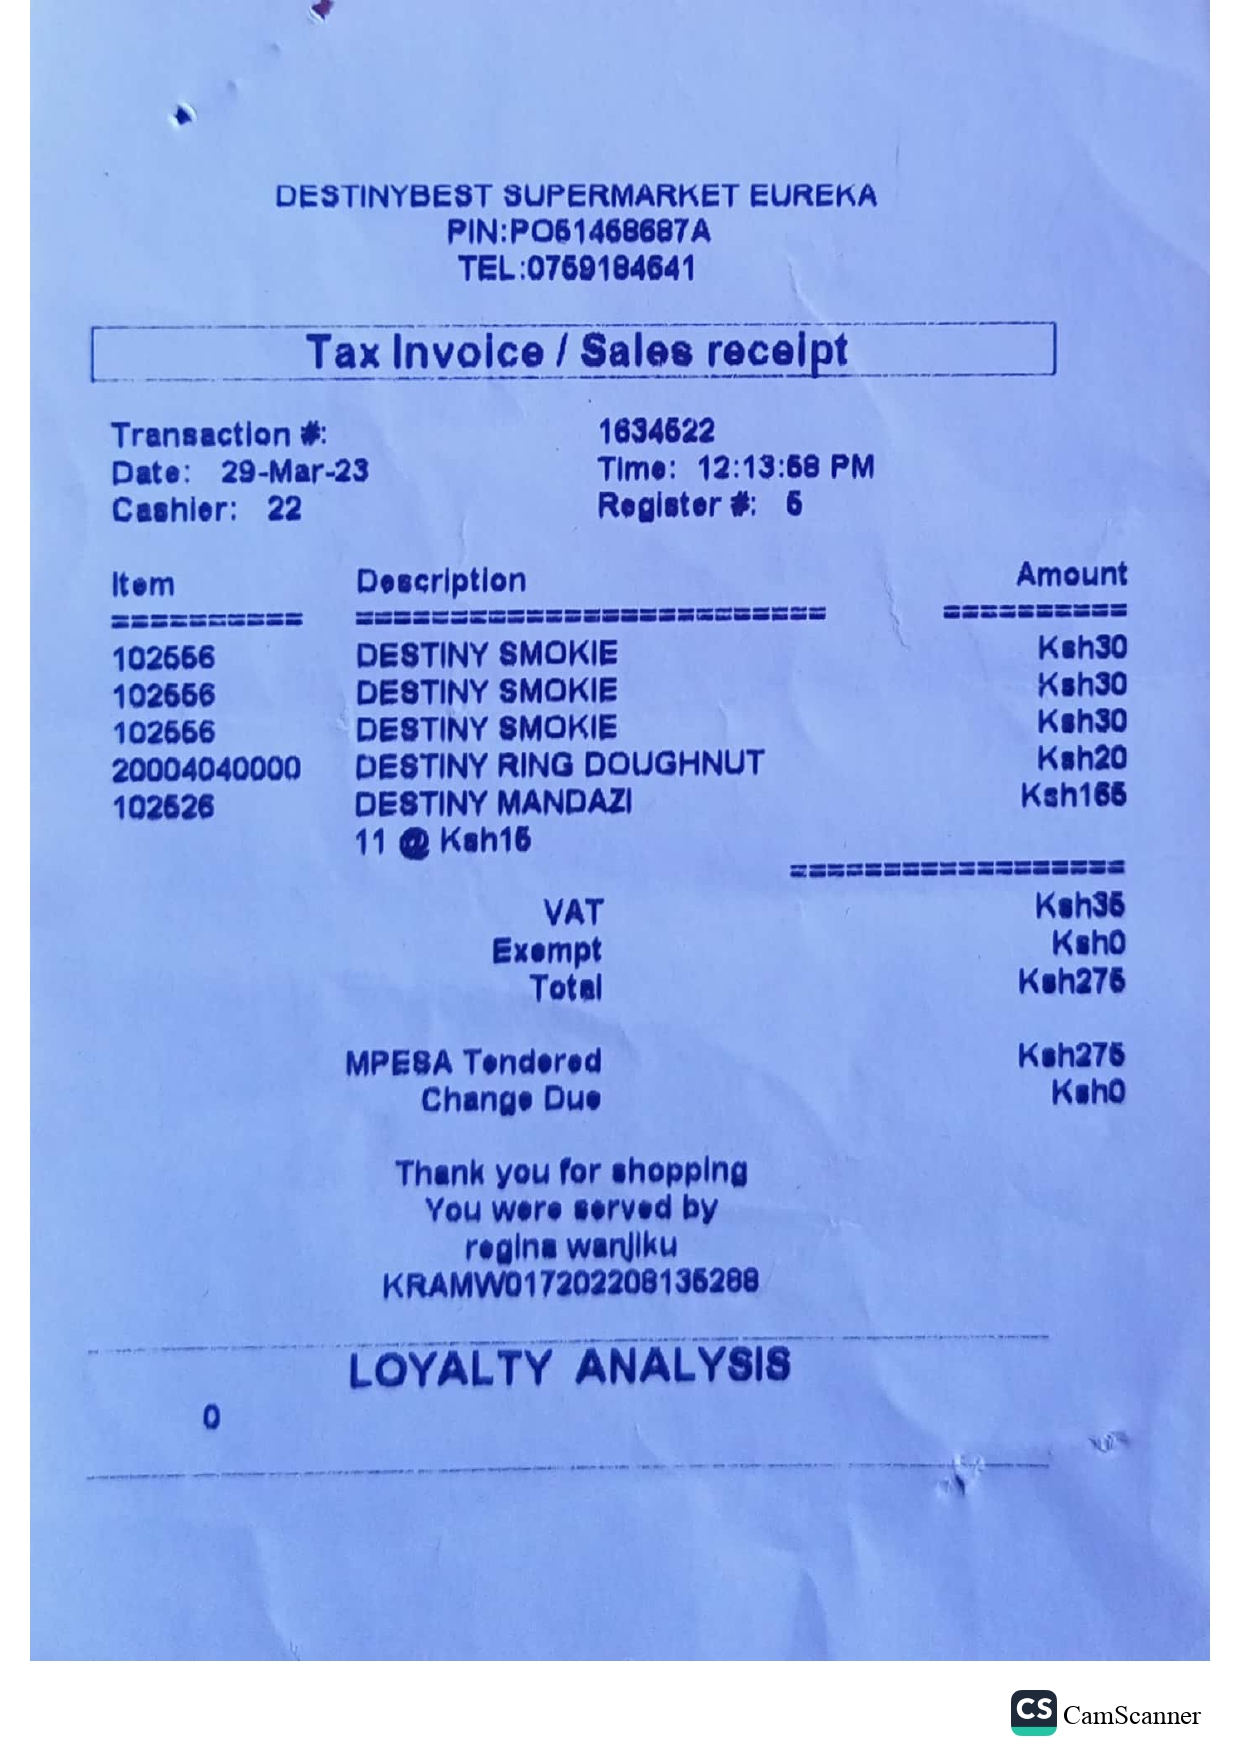 DESTINYBEST SUPERMARKET EUREKA
PIN:PO51468687A
TEL:0759184641
Tax Invoice / Sales receipt
Transaction #: 1634522
Date: 29-Mar-23 Time: 12:13:58 PM
Cashier: 22 Register #: 5
Item Description Amount
========== ========================= ==========
102556 DESTINY SMOKIE Ksh30
102556 DESTINY SMOKIE Ksh30
102556 DESTINY SMOKIE Ksh30
20004040000 DESTINY RING DOUGHNUT Ksh20
102526 DESTINY MANDAZI Ksh165
11 @ Ksh15
==================
VAT Ksh35
Exempt Ksh0
Total Ksh275
MPESA Tendered Ksh275
Change Due Ksh0
Thank you for shopping
You were served by
regina wanjiku
KRAMW017202208135288
LOYALTY ANALYSIS
0
CS CamScanner